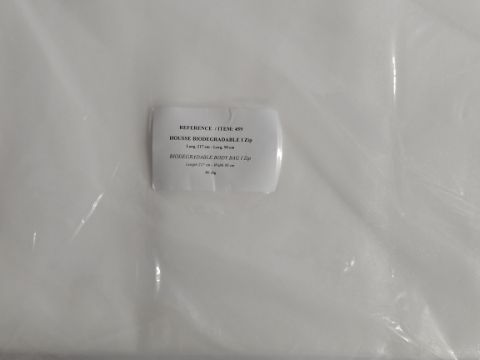 REFERENCE / ITEM: 459
HOUSSE BIODEGRADABLE 1 Zip
Long. 217 cm - Larg. 90 cm
BIODEGRADABLE BODY BAG 1 Zip
Lenght 217 cm - Width 90 cm